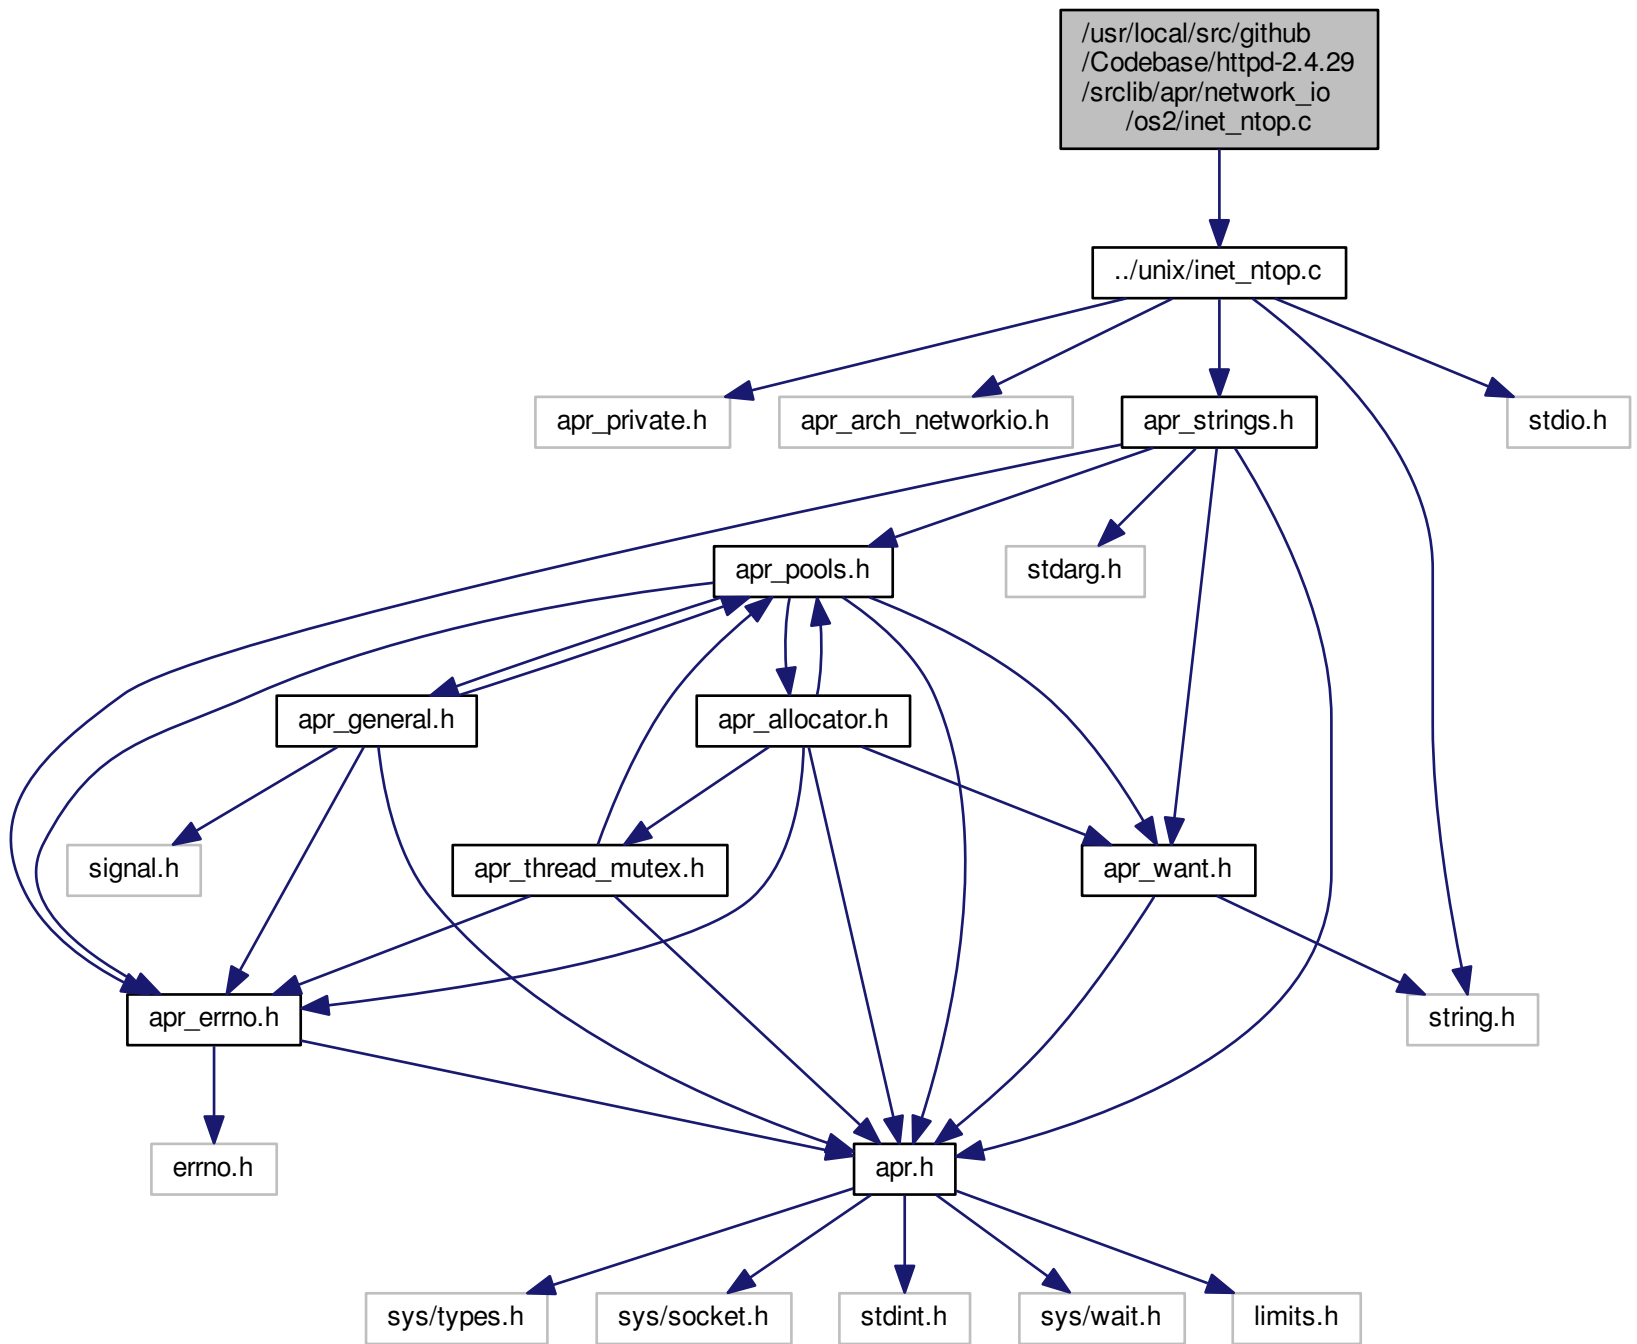 /usr/local/src/github
/Codebase/httpd-2.4.29
/srclib/apr/network_io
/os2/inet_ntop.c
../unix/inet_ntop.c
apr_private.h
apr_arch_networkio.h
apr_strings.h
stdio.h
apr_pools.h
stdarg.h
apr_general.h
apr_allocator.h
signal.h
apr_thread_mutex.h
apr_want.h
apr_errno.h
string.h
errno.h
apr.h
sys/types.h
sys/socket.h
stdint.h
sys/wait.h
limits.h